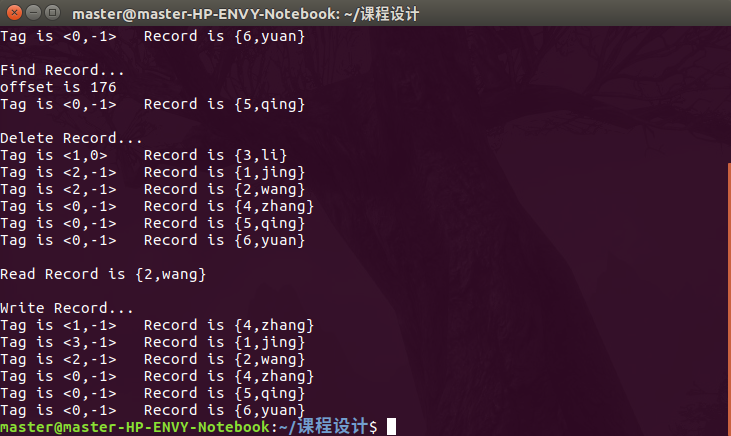 master@master-HP-ENVY-Notebook: ~/课程设计
Tag is <0,-1>   Record is {6,yuan}
Find Record...
offset is 176
Tag is <0,-1>   Record is {5,qing}
Delete Record...
Tag is <1,0>    Record is {3,li}
Tag is <2,-1>   Record is {1,jing}
Tag is <2,-1>   Record is {2,wang}
Tag is <0,-1>   Record is {4,zhang}
Tag is <0,-1>   Record is {5,qing}
Tag is <0,-1>   Record is {6,yuan}
Read Record is {2,wang}
Write Record...
Tag is <1,-1>   Record is {4,zhang}
Tag is <3,-1>   Record is {1,jing}
Tag is <2,-1>   Record is {2,wang}
Tag is <0,-1>   Record is {4,zhang}
Tag is <0,-1>   Record is {5,qing}
Tag is <0,-1>   Record is {6,yuan}
master@master-HP-ENVY-Notebook:~/课程设计$